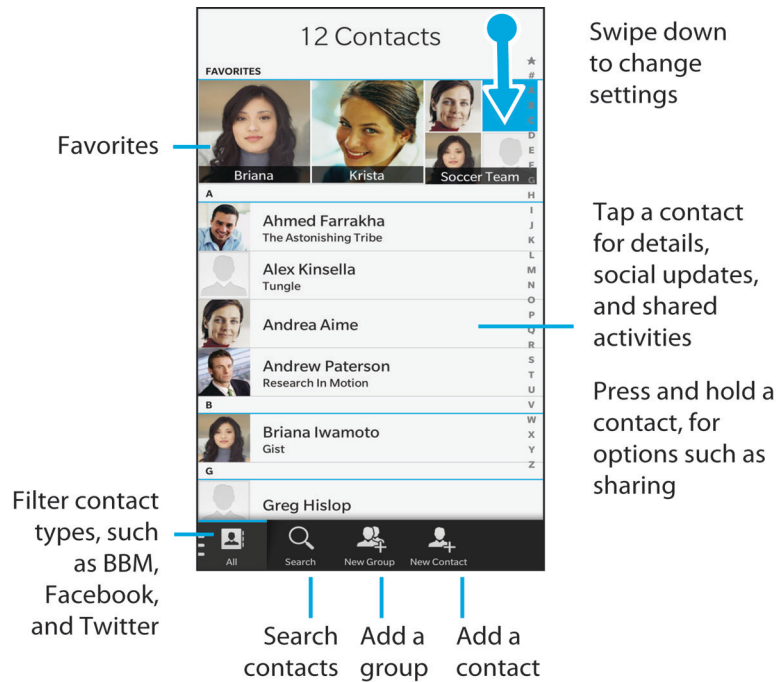 12 Contacts
Swipe down
to change
settings
FAVORITES
Favorites
Briana
Krista
Soccer Team
A
Ahmed Farrakha
The Astonishing Tribe
Alex Kinsella
Tungle
Andrea Aime
Andrew Paterson
Research In Motion
B
Briana Iwamoto
Gist
G
Greg Hislop
#
D
E
F
G
H
I
J
K
L
M
N
O
P
Q
R
S
T
U
V
W
X
Y
Z
Tap a contact
for details,
social updates,
and shared
activities
Press and hold a
contact, for
options such as
sharing
Filter contact
types, such
as BBM,
Facebook,
and Twitter
All
Search
New Group
New Contact
Search
contacts
Add a
group
Add a
contact